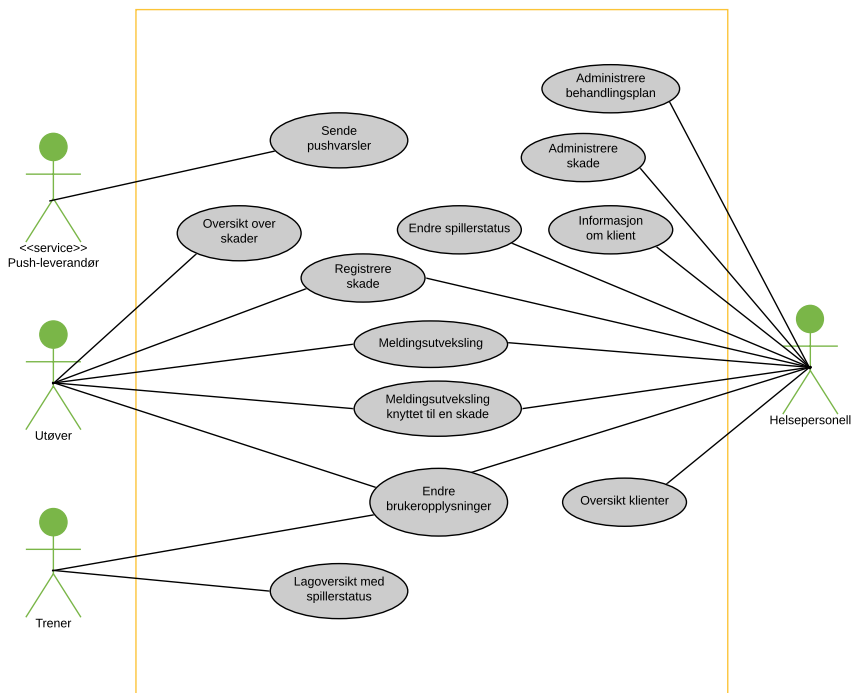 Administrere
behandlingsplan
Sende
pushvarsler
Administrere
skade
<<service>>
Push-leverandør
Oversikt over
skader
Endre spillerstatus
Informasjon
om klient
Registrere
skade
Meldingsutveksling
Meldingsutveksling
knyttet til en skade
Utøver
Helsepersonell
Endre
brukeropplysninger
Oversikt klienter
Lagoversikt med
spillerstatus
Trener